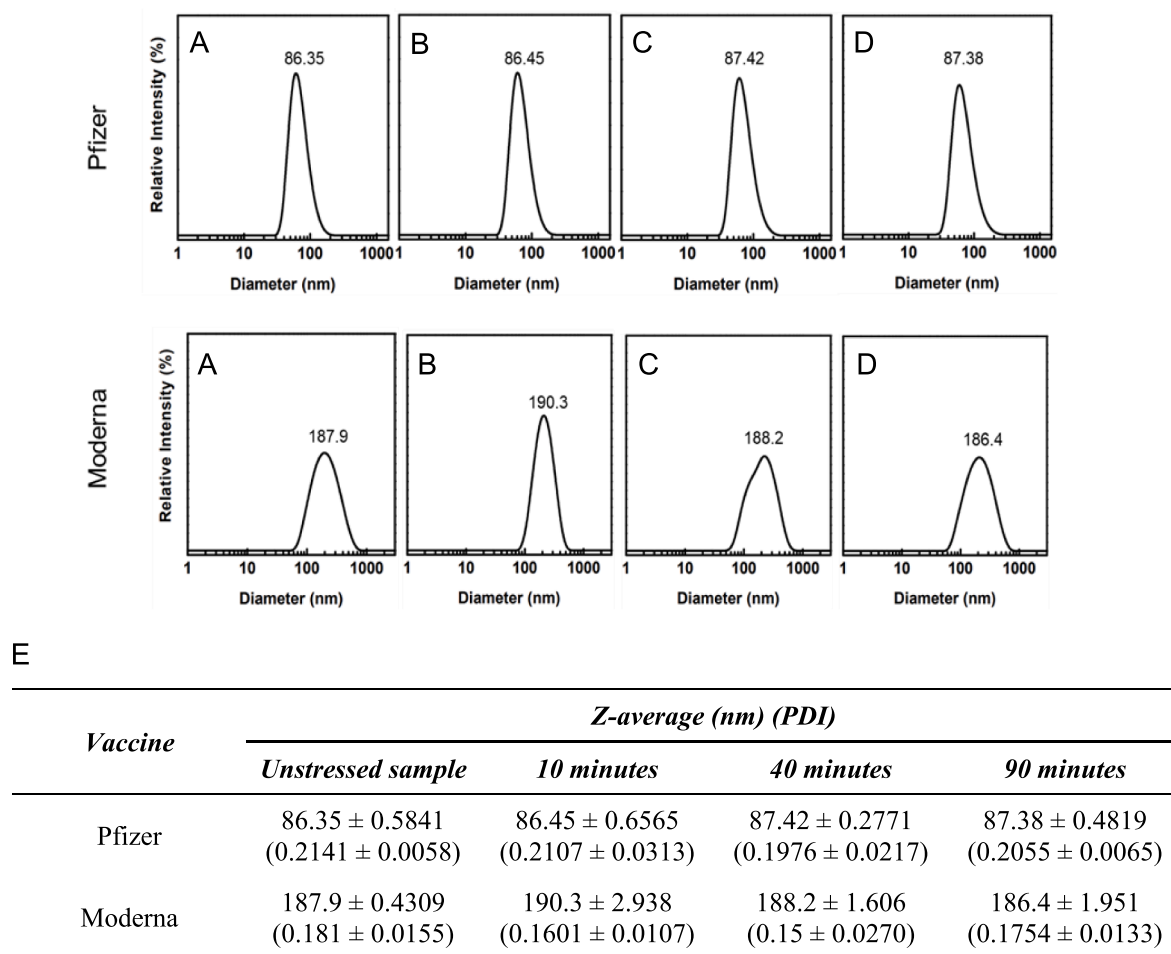 Pfizer
Relative Intensity (%)
A
86.35
1 10 100 1000
Diameter (nm)
B
86.45
1 10 100 1000
Diameter (nm)
C
87.42
1 10 100 1000
Diameter (nm)
D
87.38
1 10 100 1000
Diameter (nm)
Moderna
Relative Intensity (%)
A
187.9
1 10 100 1000
Diameter (nm)
B
190.3
1 10 100 1000
Diameter (nm)
C
188.2
1 10 100 1000
Diameter (nm)
D
186.4
1 10 100 1000
Diameter (nm)
E
Vaccine
Z-average (nm) (PDI)
Unstressed sample 10 minutes 40 minutes 90 minutes
Pfizer
86.35 ± 0.5841 86.45 ± 0.6565 87.42 ± 0.2771 87.38 ± 0.4819
(0.2141 ± 0.0058) (0.2107 ± 0.0313) (0.1976 ± 0.0217) (0.2055 ± 0.0065)
Moderna
187.9 ± 0.4309 190.3 ± 2.938 188.2 ± 1.606 186.4 ± 1.951
(0.181 ± 0.0155) (0.1601 ± 0.0107) (0.15 ± 0.0270) (0.1754 ± 0.0133)